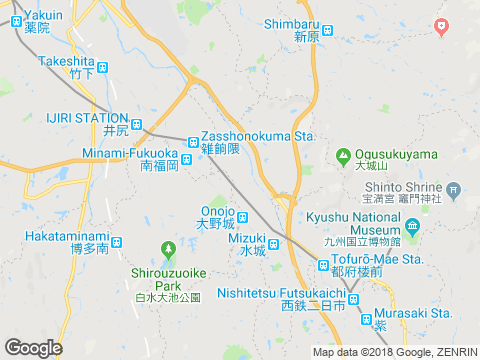 Yakuin
薬院
Shimbaru
新原
Takeshita
竹下
IJIRI STATION
井尻
Zasshonokuma Sta.
雑餉隈
Minami-Fukuoka
南福岡
Oqusukuyama
大城山
Shinto Shrine
宝満宮 竈門神社
Onojo
大野城
Kyushu National
Museum
九州国立博物館
Hakataminami
博多南
Mizuki
水城
Shirouzuoike
Park
白水大池公園
Tofurō-Mae Sta.
都府楼前
Nishitetsu Futsukaichi
西鉄二日市
Murasaki Sta.
紫
Google
Map data ©2018 Google, ZENRIN